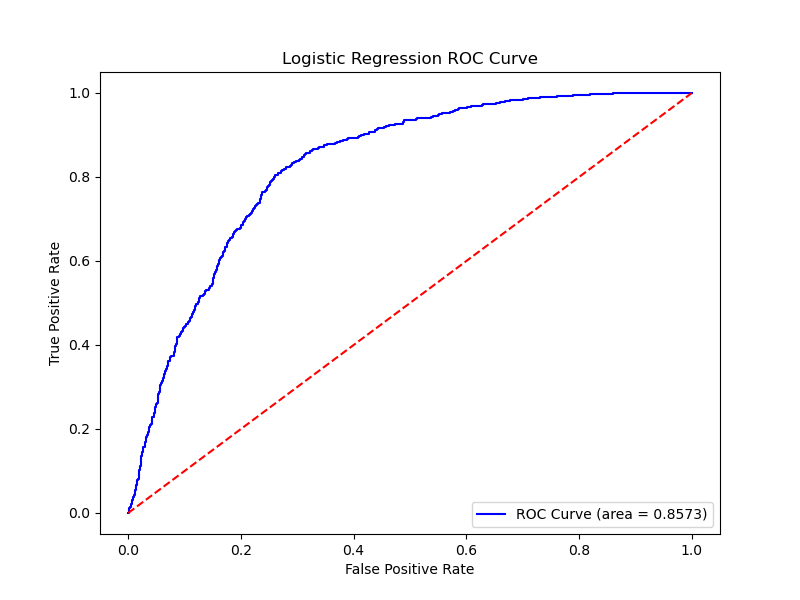 Logistic Regression ROC Curve
True Positive Rate
1.0
0.8
0.6
0.4
0.2
0.0
ROC Curve (area = 0.8573)
0.0 0.2 0.4 0.6 0.8 1.0
False Positive Rate